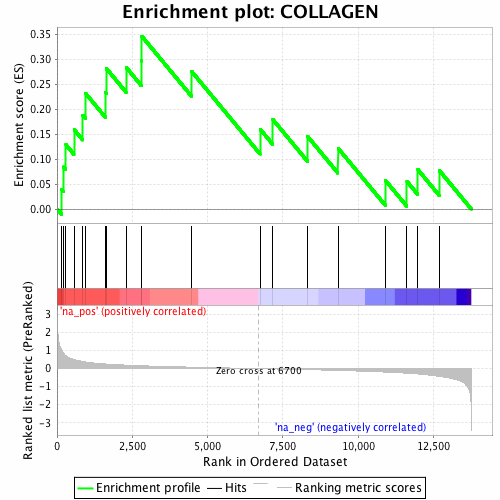 Enrichment plot: COLLAGEN
Enrichment score (ES)
0.35
0.30
0.25
0.20
0.15
0.10
0.05
0.00
'na_pos' (positively correlated)
Ranked list metric (PreRanked)
3
2
1
0
-1
-2
-3
Zero cross at 6700
'na_neg' (negatively correlated)
0 2,500 5,000 7,500 10,000 12,500
Rank in Ordered Dataset
Enrichment profile Hits Ranking metric scores